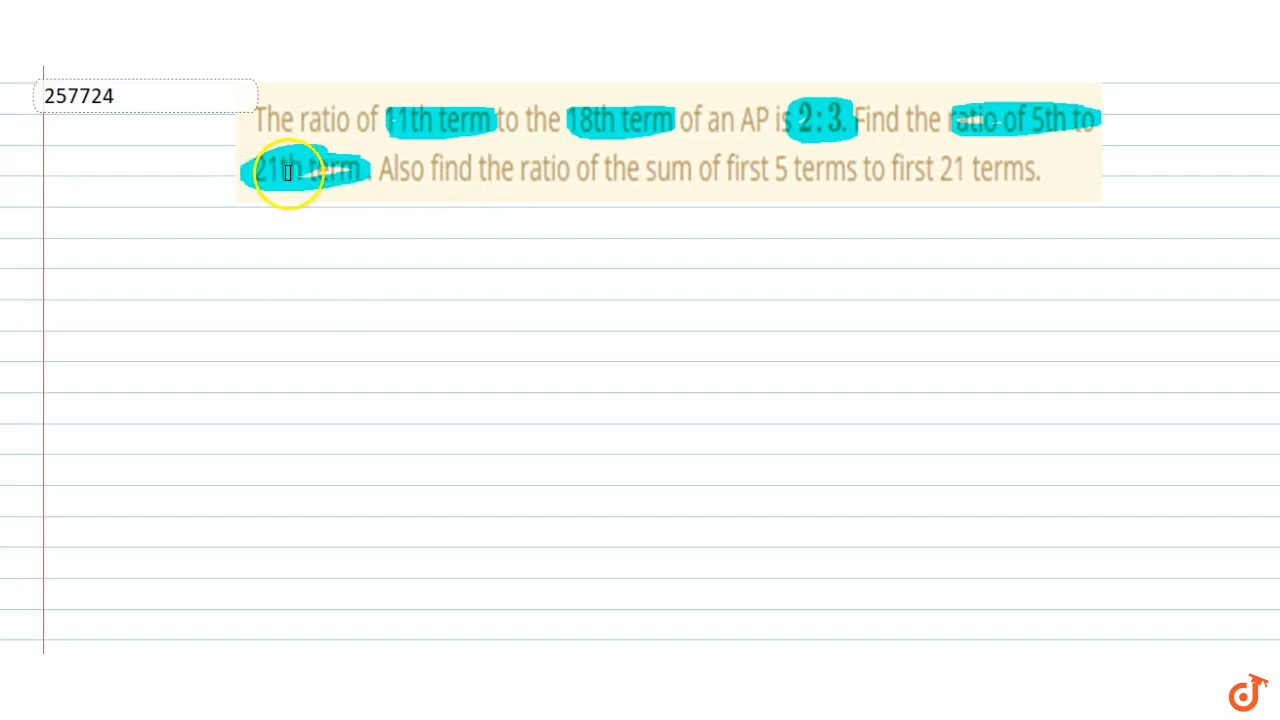 257724
The ratio of 11th term to the 18th term of an AP is 2 : 3. Find the ratio of 5th to
21th term . Also find the ratio of the sum of first 5 terms to first 21 terms.